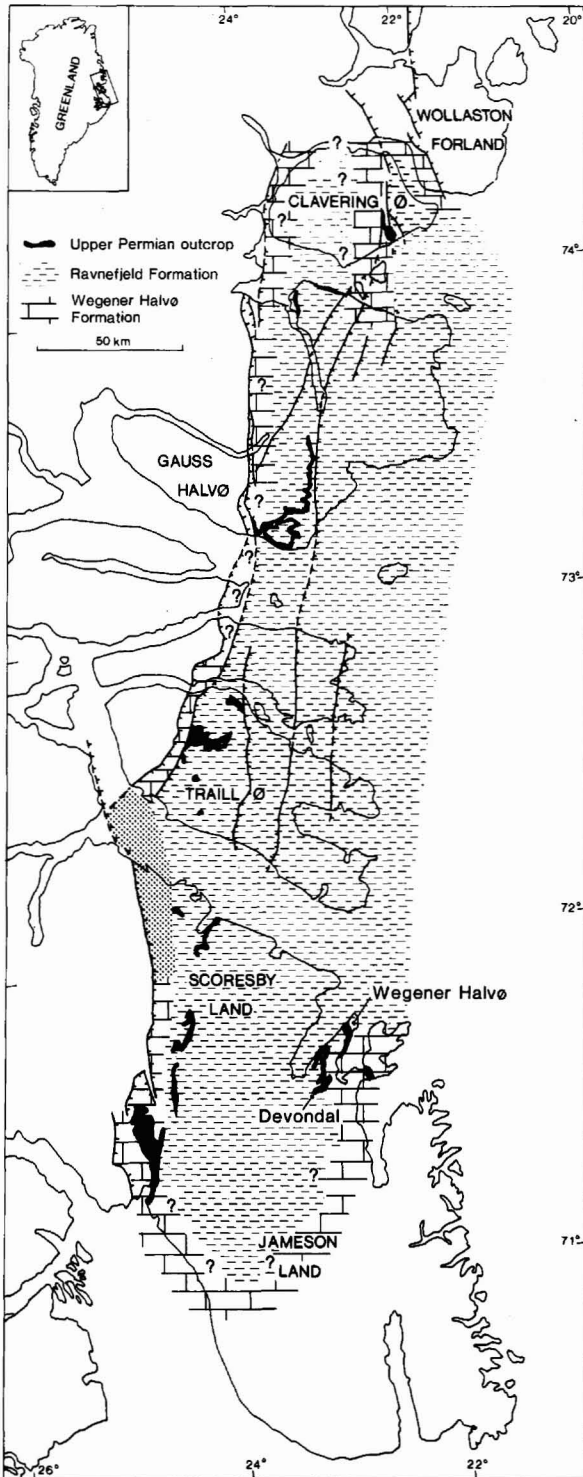 24°
22°
20°
GREENLAND
WOLLASTON
FORLAND
?
?
?
CLAVERING Ø
?
?
74°
Upper Permian outcrop
Ravnefjeld Formation
Wegener Halvø
Formation
50 km
?
?
GAUSS
HALVØ
?
?
73°
?
?
TRAILL Ø
72°
SCORESBY
LAND
Wegener Halvø
Devondal
?
?
71°
JAMESON
LAND
?
?
26°
24°
22°